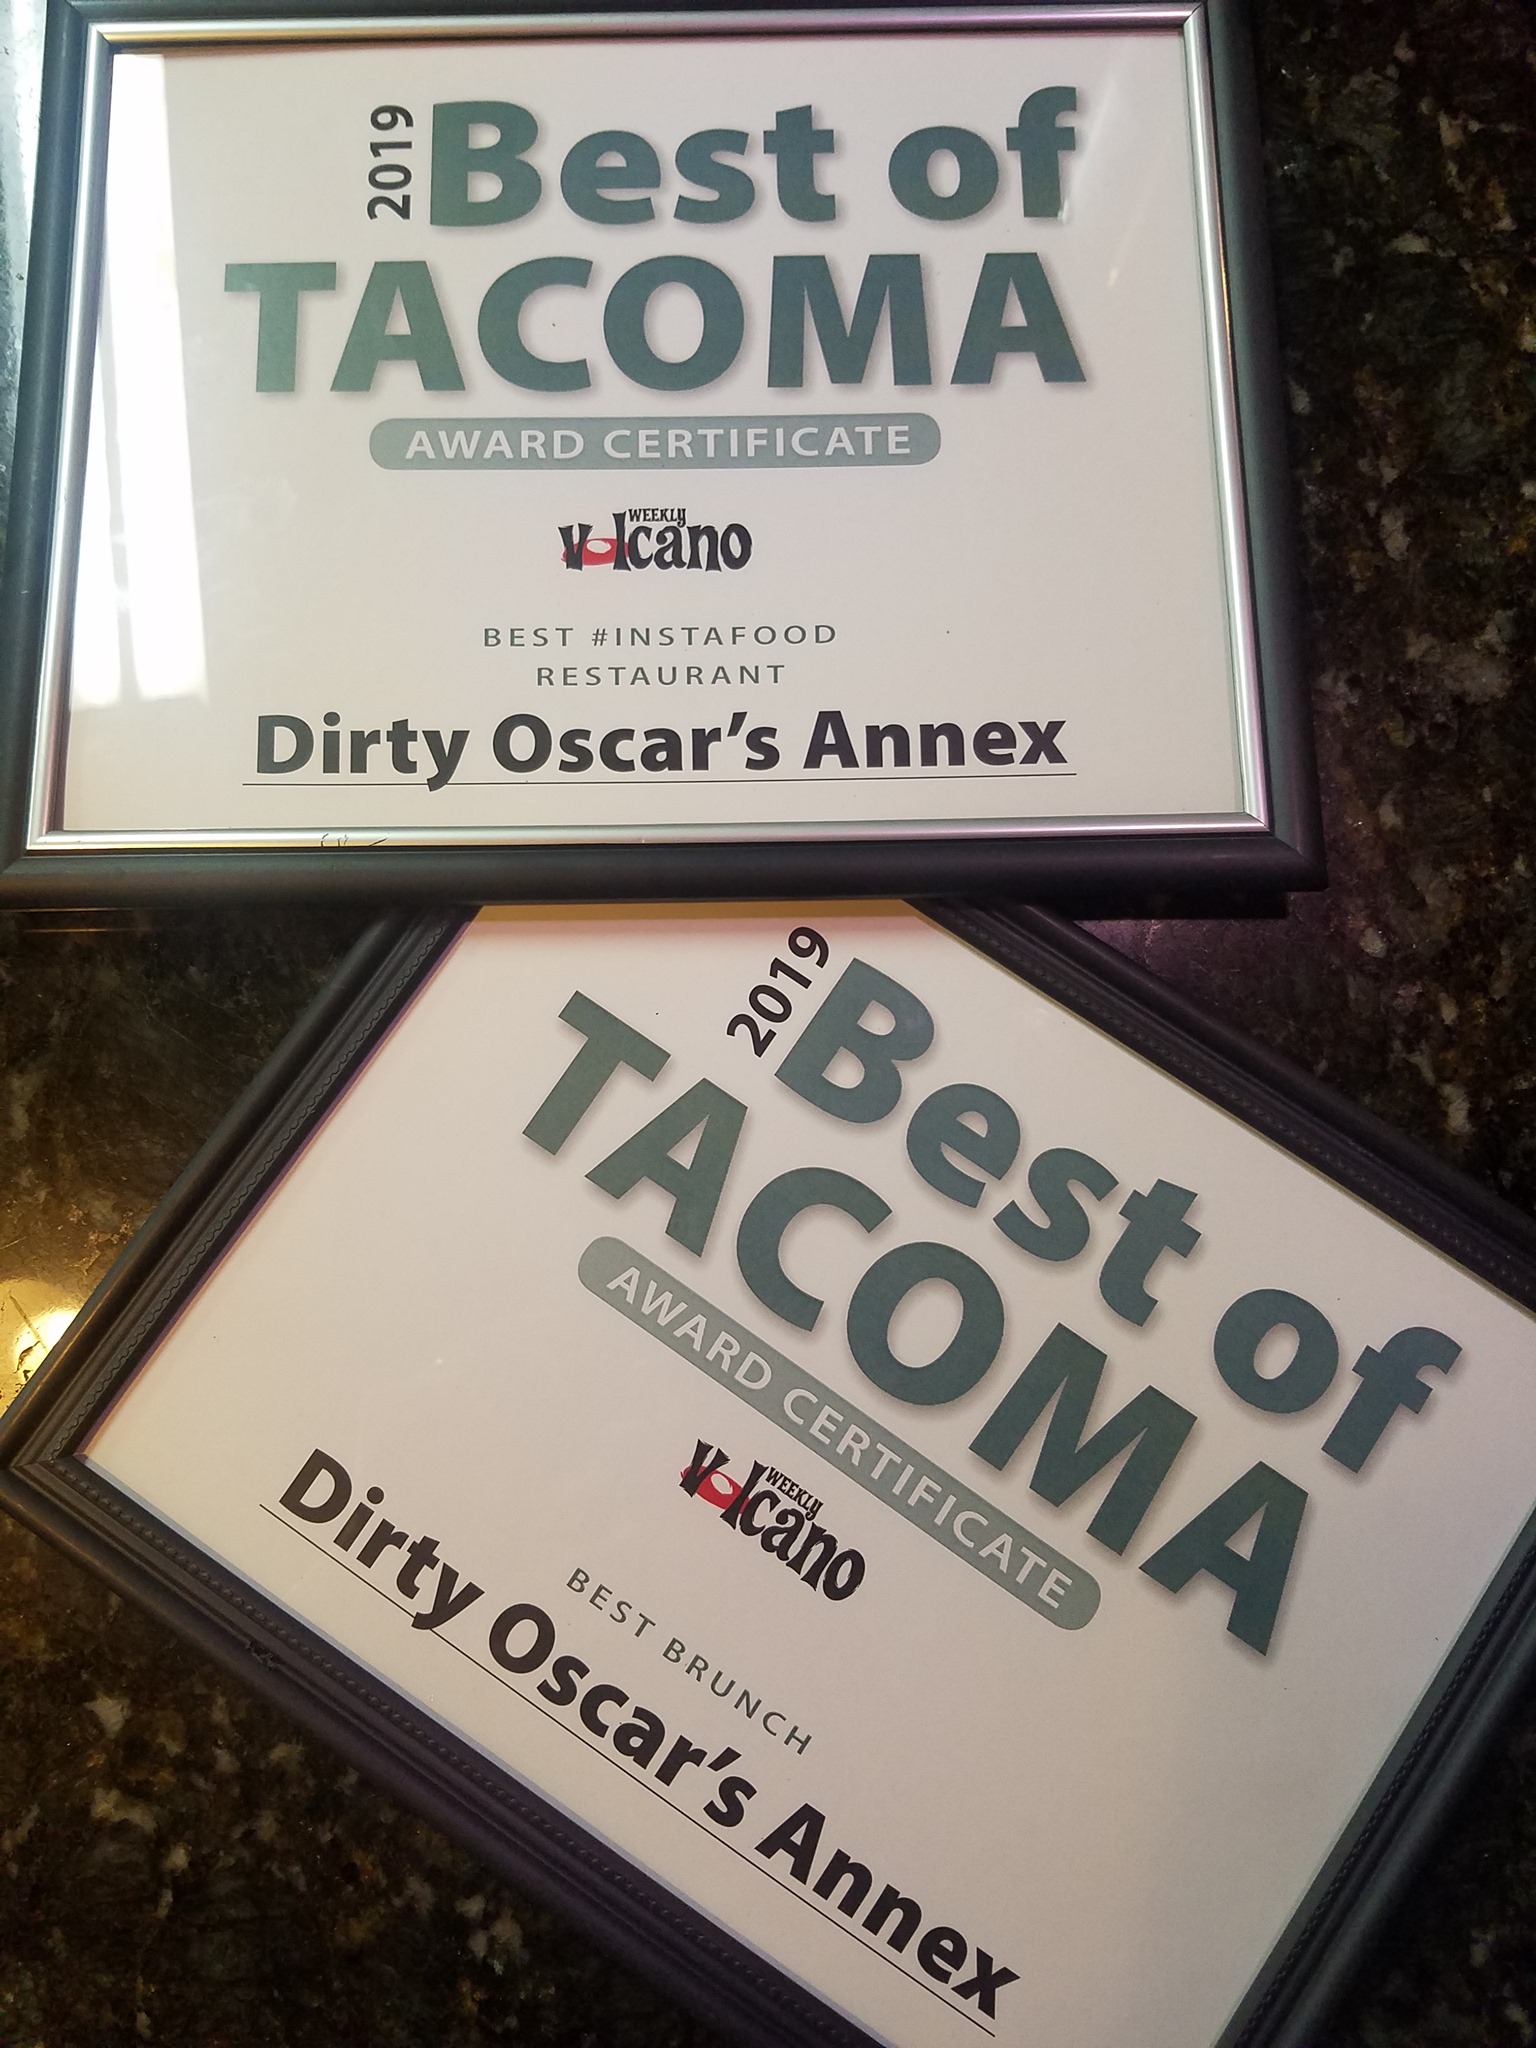 2019 Best of
TACOMA
AWARD CERTIFICATE
WEEKLY
Volcano
BEST #INSTAFOOD
RESTAURANT
Dirty Oscar's Annex
2019 Best of
TACOMA
AWARD CERTIFICATE
WEEKLY
Volcano
BEST BRUNCH
Dirty Oscar's Annex